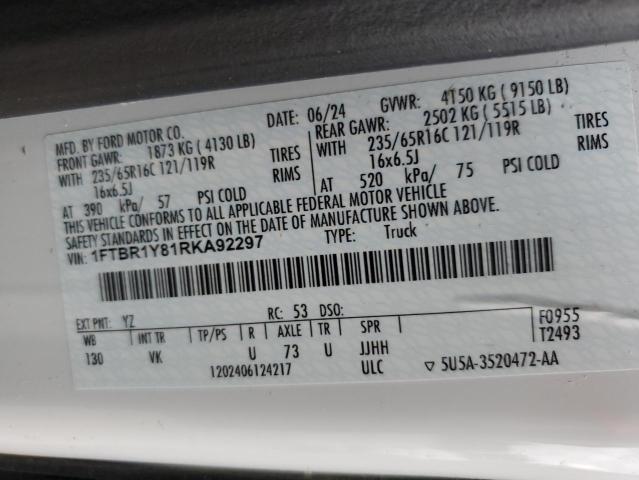 MFD. BY FORD MOTOR CO.
DATE: 06/24 GVWR: 4150 KG ( 9150 LB)
FRONT GAWR: 1873 KG ( 4130 LB) REAR GAWR: 2502 KG ( 5515 LB)
WITH 235/65R16C 121/119R TIRES WITH 235/65R16C 121/119R TIRES
16x6.5J RIMS 16x6.5J RIMS
AT 390 kPa/ 57 PSI COLD AT 520 kPa/ 75 PSI COLD
THIS VEHICLE CONFORMS TO ALL APPLICABLE FEDERAL MOTOR VEHICLE
SAFETY STANDARDS IN EFFECT ON THE DATE OF MANUFACTURE SHOWN ABOVE.
VIN: 1FTBR1Y81RKA92297 TYPE: Truck
EXT PNT: YZ RC: 53 DSO: F0955
WB INT TR TP/PS R AXLE TR SPR T2493
130 VK U 73 U JJHH
1202406124217 ULC ▽ 5U5A-3520472-AA